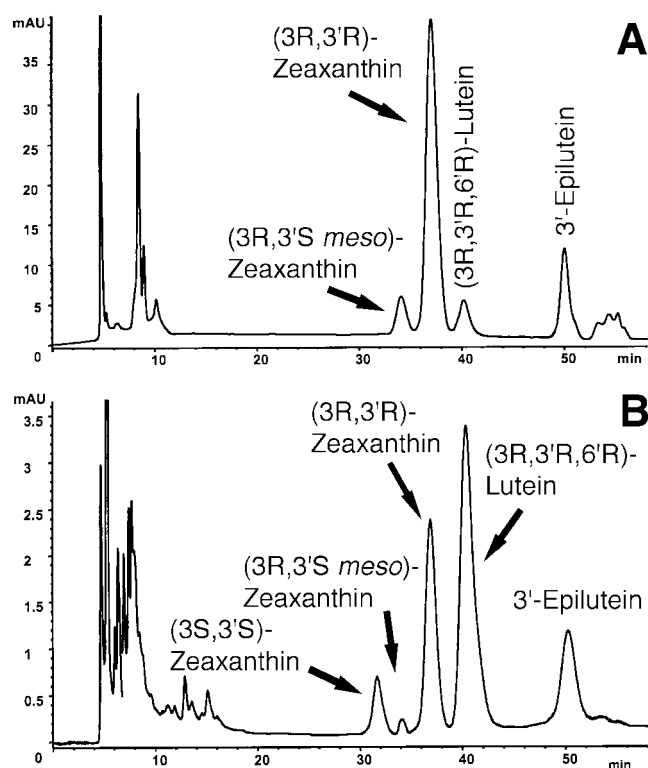 mAU
A
35
30
25
20
15
10
5
0
(3R,3'R)-
Zeaxanthin
(3R,3'S meso)-
Zeaxanthin
(3R,3'R,6'R)-Lutein
3'-Epilutein
10
20
30
40
50
min
mAU
B
3.5
3
2.5
2
1.5
1
0.5
0
(3R,3'R)-
Zeaxanthin
(3R,3'R,6'R)-
Lutein
(3R,3'S meso)-
Zeaxanthin
3'-Epilutein
(3S,3'S)-
Zeaxanthin
10
20
30
40
50
min